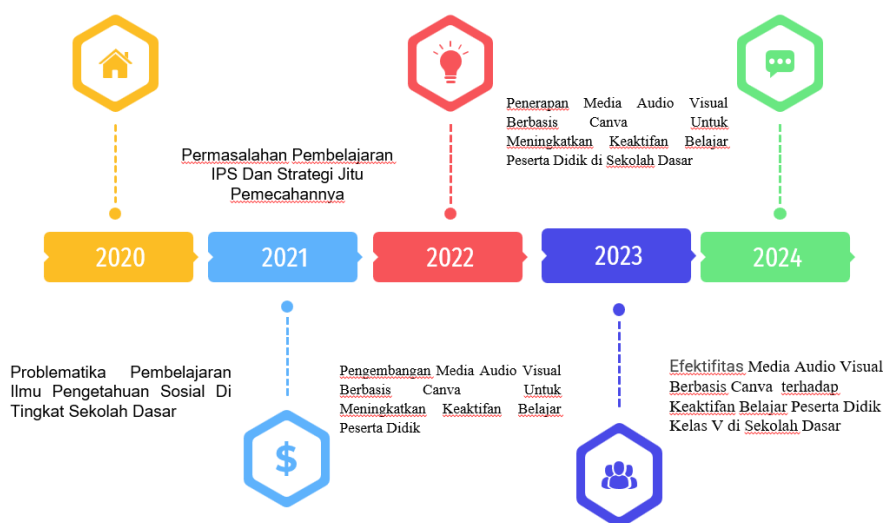 Penerapan Media Audio Visual
Berbasis Canva Untuk
Meningkatkan Keaktifan Belajar
Peserta Didik di Sekolah Dasar
Permasalahan Pembelajaran
IPS Dan Strategi Jitu
Pemecahannya
2020
2021
2022
2023
2024
Problematika Pembelajaran
Ilmu Pengetahuan Sosial Di
Tingkat Sekolah Dasar
Pengembangan Media Audio Visual
Berbasis Canva Untuk
Meningkatkan Keaktifan Belajar
Peserta Didik
Efektifitas Media Audio Visual
Berbasis Canva terhadap
Keaktifan Belajar Peserta Didik
Kelas V di Sekolah Dasar
$